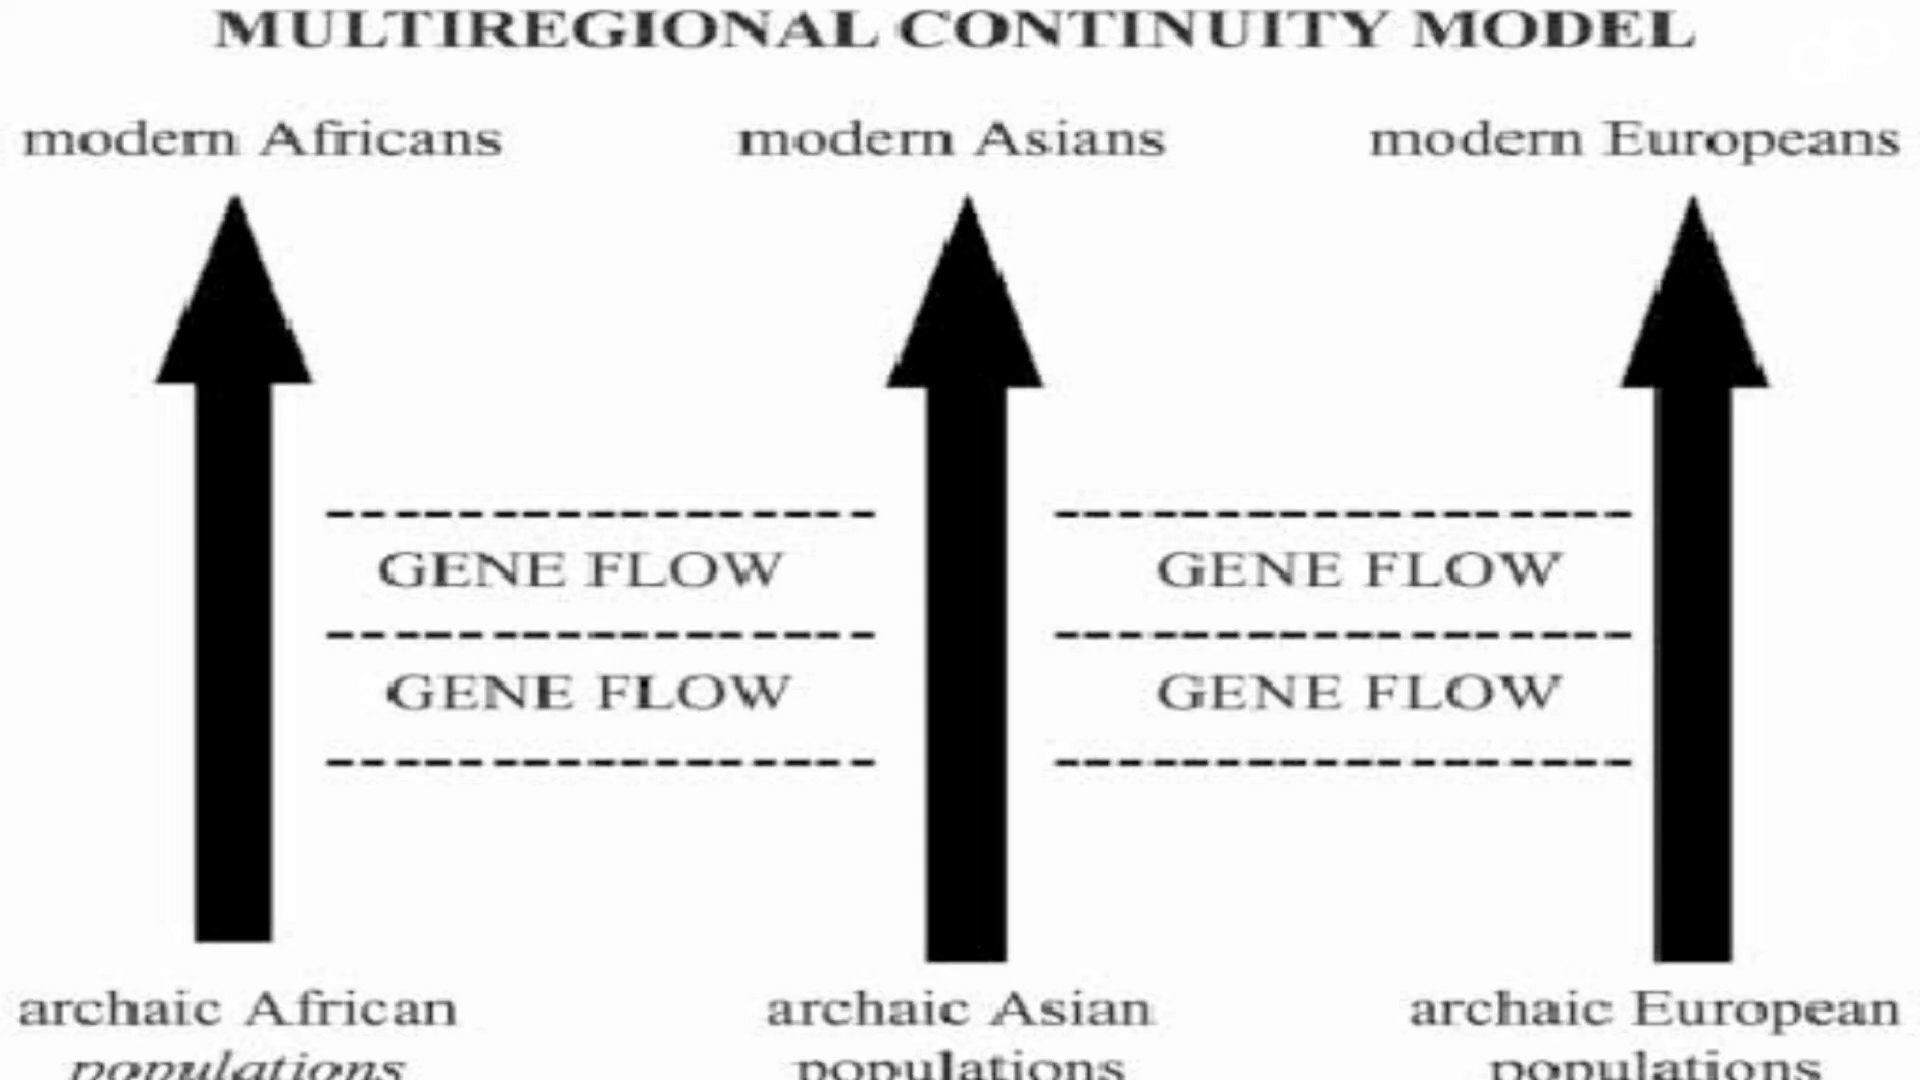 MULTIREGIONAL CONTINUITY MODEL
modern Africans modern Asians modern Europeans
GENE FLOW GENE FLOW
GENE FLOW GENE FLOW
archaic African archaic Asian archaic European
populations populations populations